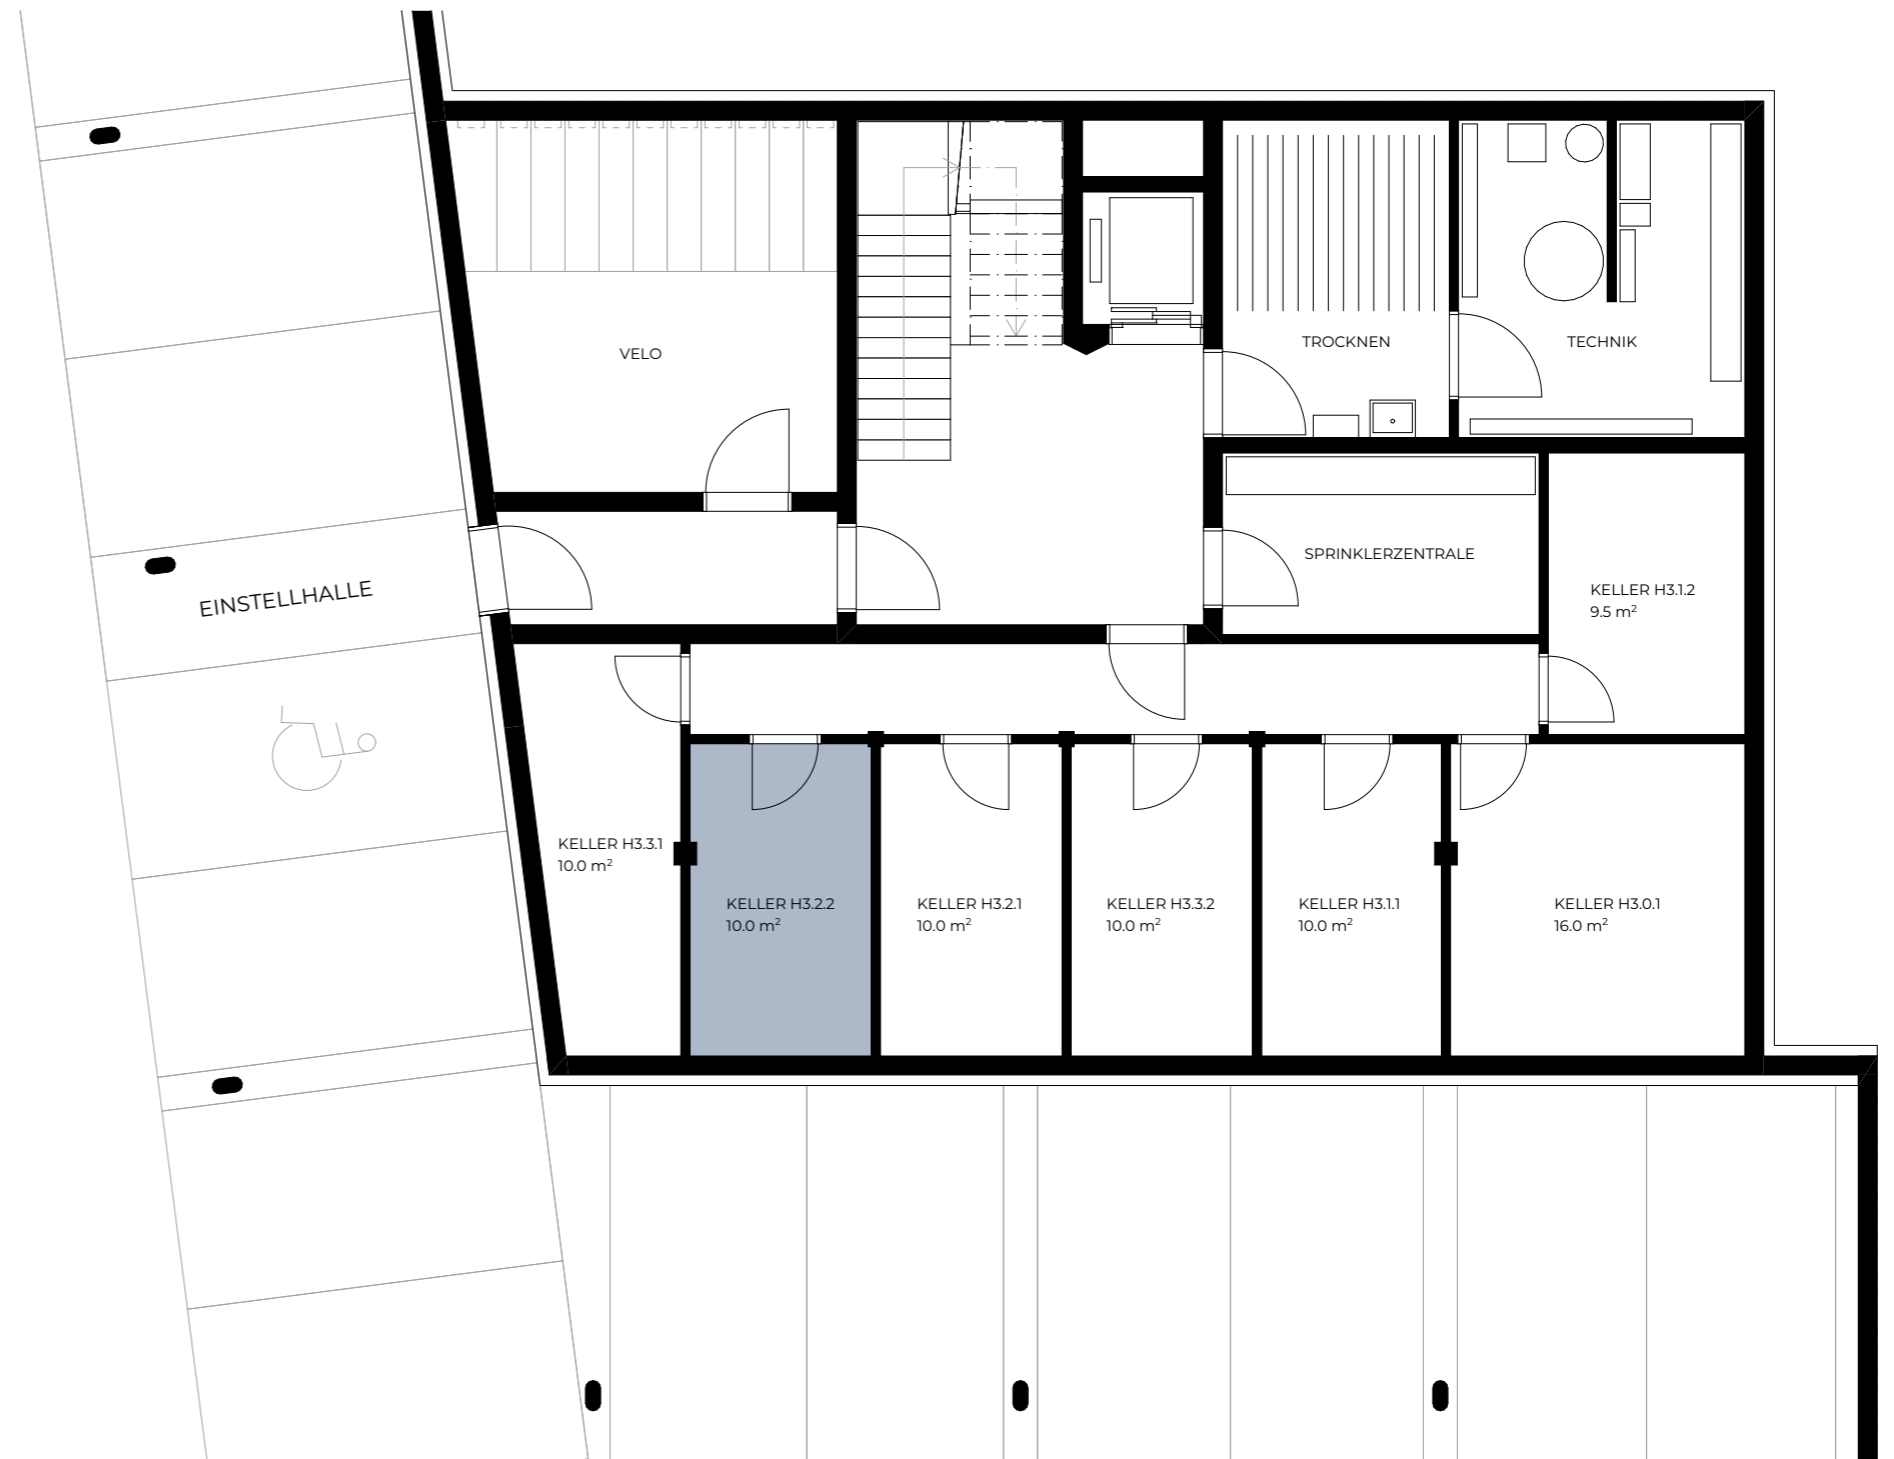 VELO
TROCKNEN
TECHNIK
SPRINKLERZENTRALE
EINSTELLHALLE
KELLER H3.1.2
9.5 m²
KELLER H3.3.1
10.0 m²
KELLER H3.2.2
10.0 m²
KELLER H3.2.1
10.0 m²
KELLER H3.3.2
10.0 m²
KELLER H3.1.1
10.0 m²
KELLER H3.0.1
16.0 m²